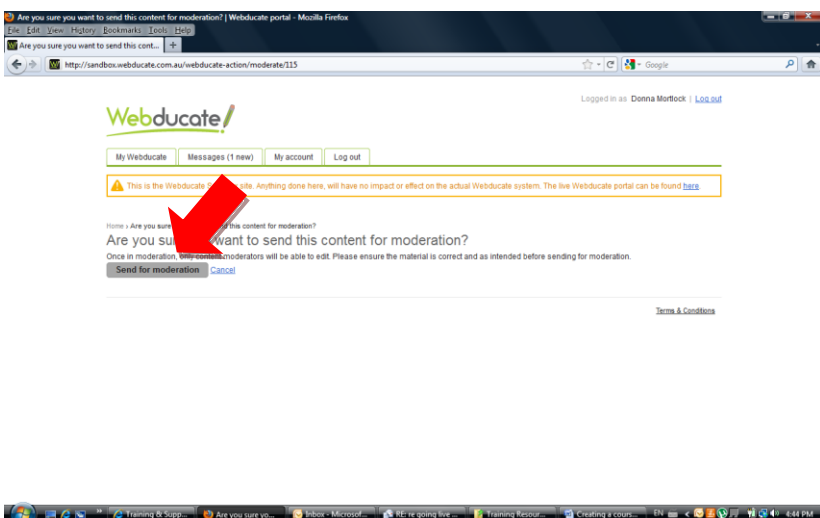 Are you sure you want to send this content for moderation? | Webducate portal - Mozilla Firefox
File Edit View History Bookmarks Tools Help
Are you sure you want to send this cont... +
http://sandbox.webducate.com.au/webducate-action/moderate/115 Google
Logged in as Donna Mortlock | Log out
Webducate!
My Webducate Messages (1 new) My account Log out
This is the Webducate site. Anything done here, will have no impact or effect on the actual Webducate system. The live Webducate portal can be found here.
Home › Are you sure this content for moderation?
Are you su want to send this content for moderation?
Once in moderation, only content moderators will be able to edit. Please ensure the material is correct and as intended before sending for moderation.
Send for moderation Cancel
Terms & Conditions
Training & Supp... Are you sure yo... Inbox - Microsof... RE: re going live ... Training Resour... Creating a cours... EN 4:44 PM